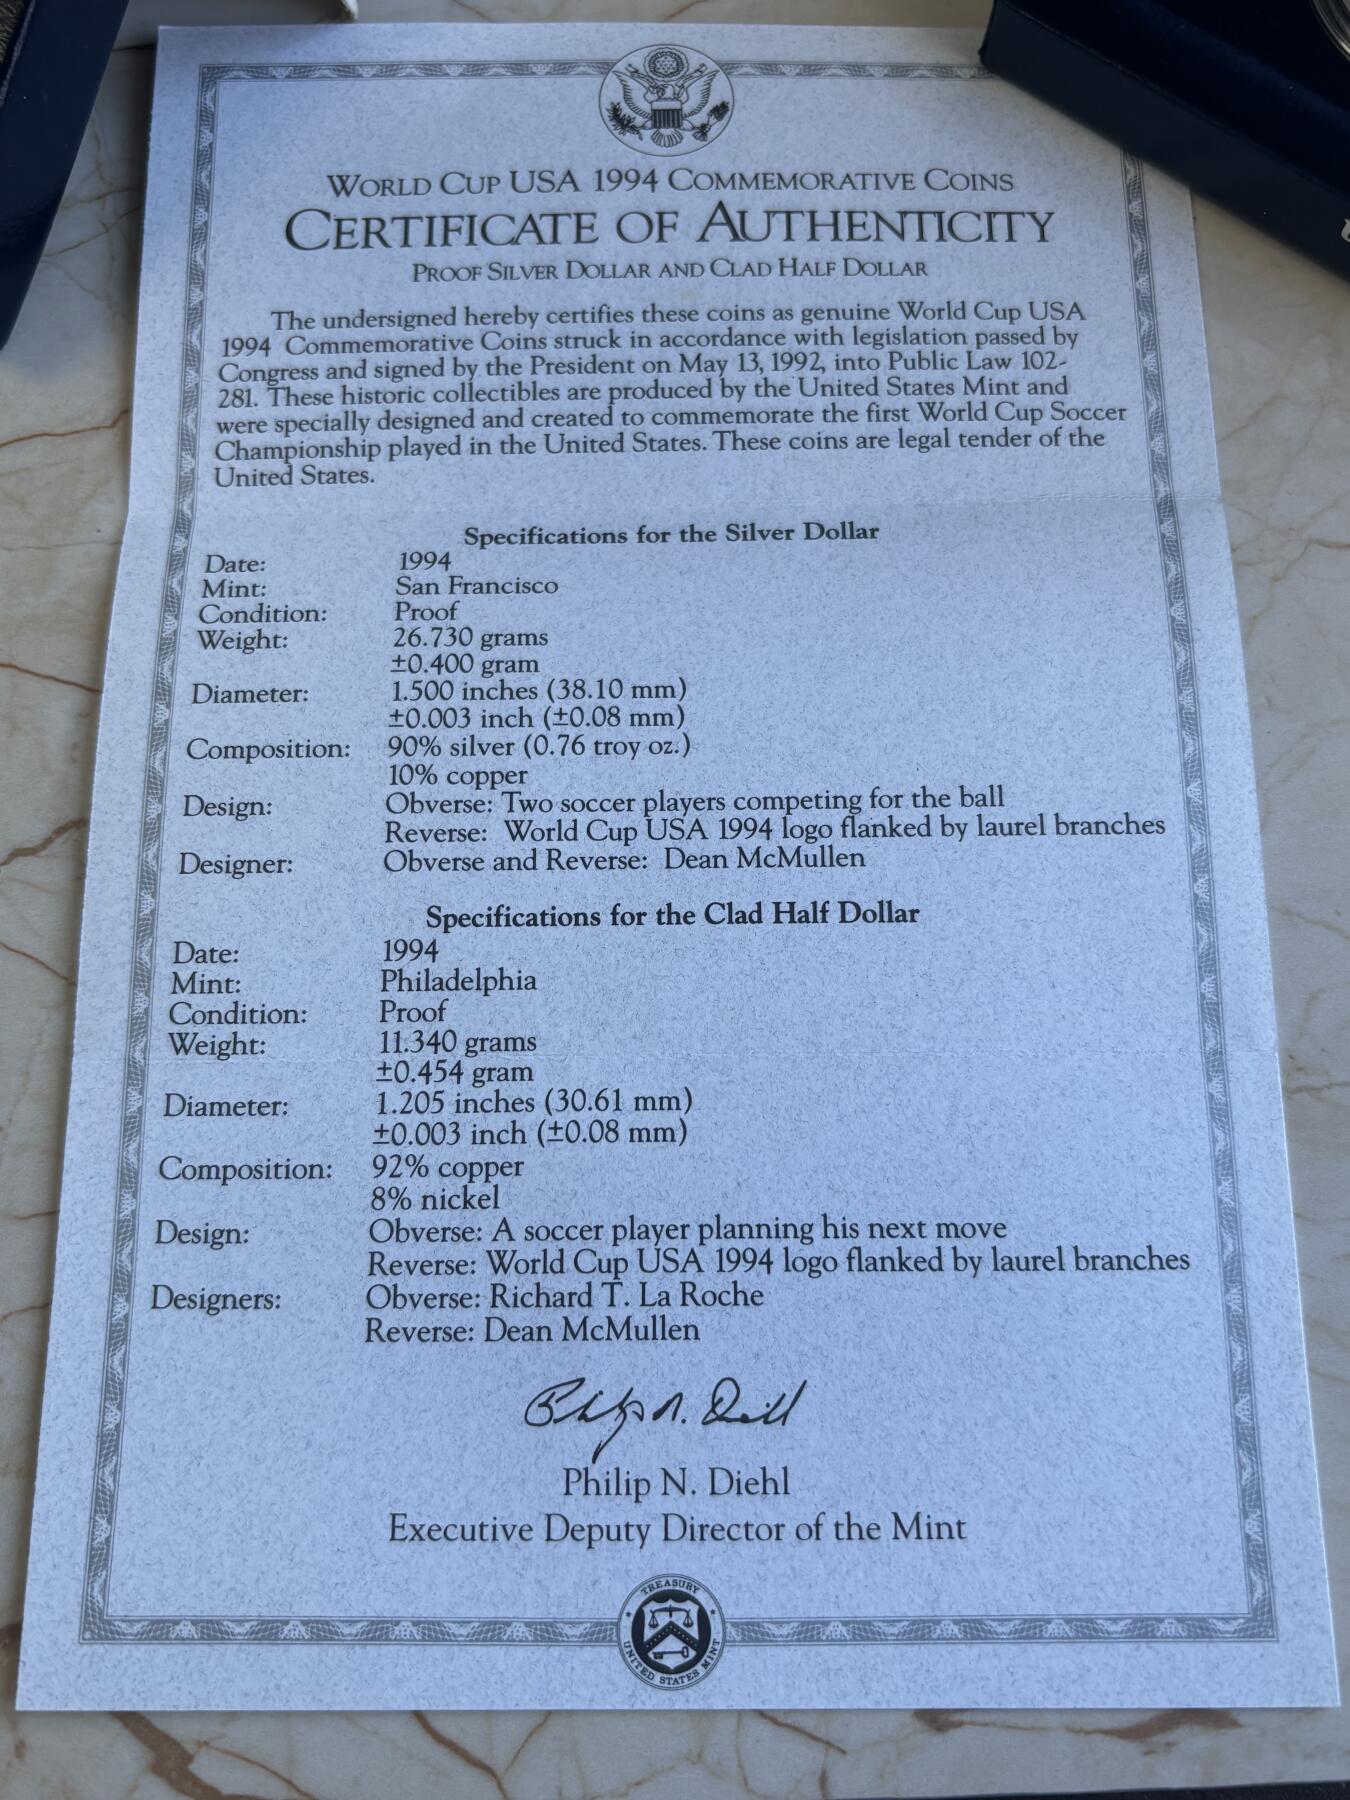 WORLD CUP USA 1994 COMMEMORATIVE COINS
CERTIFICATE OF AUTHENTICITY
PROOF SILVER DOLLAR AND CLAD HALF DOLLAR
The undersigned hereby certifies these coins as genuine World Cup USA
1994 Commemorative Coins struck in accordance with legislation passed by
Congress and signed by the President on May 13, 1992, into Public Law 102-
281. These historic collectibles are produced by the United States Mint and
were specially designed and created to commemorate the first World Cup Soccer
Championship played in the United States. These coins are legal tender of the
United States.
Specifications for the Silver Dollar
Date: 1994
Mint: San Francisco
Condition: Proof
Weight: 26.730 grams
±0.400 gram
Diameter: 1.500 inches (38.10 mm)
±0.003 inch (±0.08 mm)
Composition: 90% silver (0.76 troy oz.)
10% copper
Design: Obverse: Two soccer players competing for the ball
Reverse: World Cup USA 1994 logo flanked by laurel branches
Designer: Obverse and Reverse: Dean McMullen
Specifications for the Clad Half Dollar
Date: 1994
Mint: Philadelphia
Condition: Proof
Weight: 11.340 grams
±0.454 gram
Diameter: 1.205 inches (30.61 mm)
±0.003 inch (±0.08 mm)
Composition: 92% copper
8% nickel
Design: Obverse: A soccer player planning his next move
Reverse: World Cup USA 1994 logo flanked by laurel branches
Designers: Obverse: Richard T. La Roche
Reverse: Dean McMullen
Philip N. Diehl
Philip N. Diehl
Executive Deputy Director of the Mint
TREASURY
UNITED STATES MINT